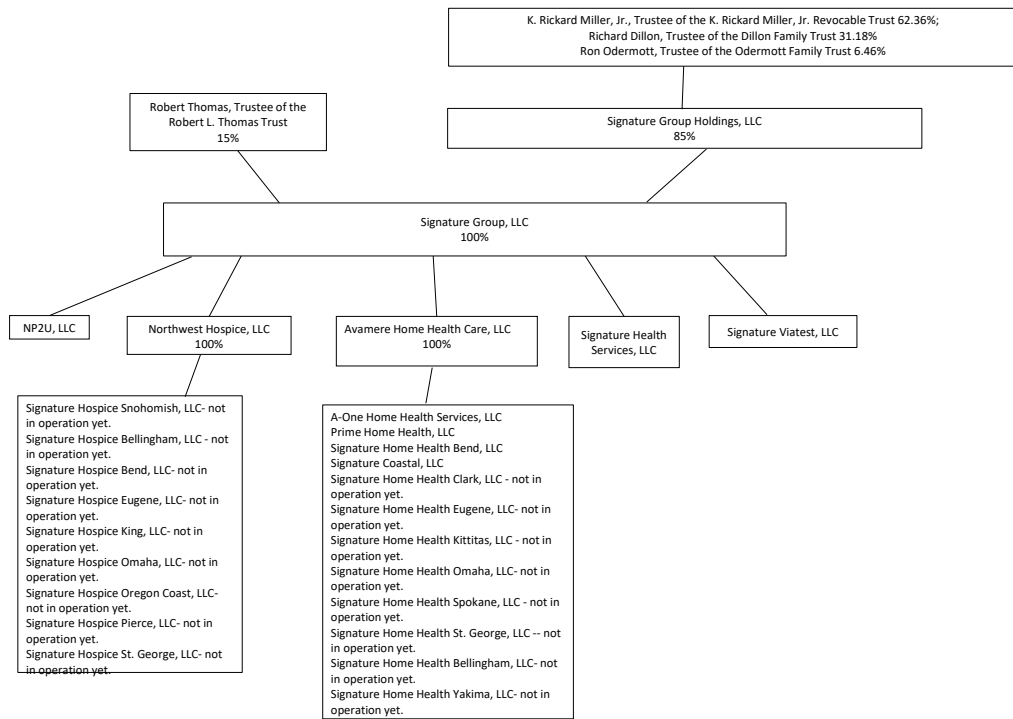 K. Rickard Miller, Jr., Trustee of the K. Rickard Miller, Jr. Revocable Trust 62.36%;
Richard Dillon, Trustee of the Dillon Family Trust 31.18%
Ron Odermott, Trustee of the Odermott Family Trust 6.46%
Robert Thomas, Trustee of the
Robert L. Thomas Trust
15%
Signature Group Holdings, LLC
85%
Signature Group, LLC
100%
NP2U, LLC
Northwest Hospice, LLC
100%
Avamere Home Health Care, LLC
100%
Signature Health
Services, LLC
Signature Viatest, LLC
Signature Hospice Snohomish, LLC- not
in operation yet.
Signature Hospice Bellingham, LLC - not
in operation yet.
Signature Hospice Bend, LLC- not in
operation yet.
Signature Hospice Eugene, LLC- not in
operation yet.
Signature Hospice King, LLC- not in
operation yet.
Signature Hospice Omaha, LLC- not in
operation yet.
Signature Hospice Oregon Coast, LLC-
not in operation yet.
Signature Hospice Pierce, LLC- not in
operation yet.
Signature Hospice St. George, LLC- not
in operation yet.
A-One Home Health Services, LLC
Prime Home Health, LLC
Signature Home Health Bend, LLC
Signature Coastal, LLC
Signature Home Health Clark, LLC - not in
operation yet.
Signature Home Health Eugene, LLC- not in
operation yet.
Signature Home Health Kittitas, LLC - not in
operation yet.
Signature Home Health Omaha, LLC- not in
operation yet.
Signature Home Health Spokane, LLC - not in
operation yet.
Signature Home Health St. George, LLC -- not
in operation yet.
Signature Home Health Bellingham, LLC- not
in operation yet.
Signature Home Health Yakima, LLC- not in
operation yet.